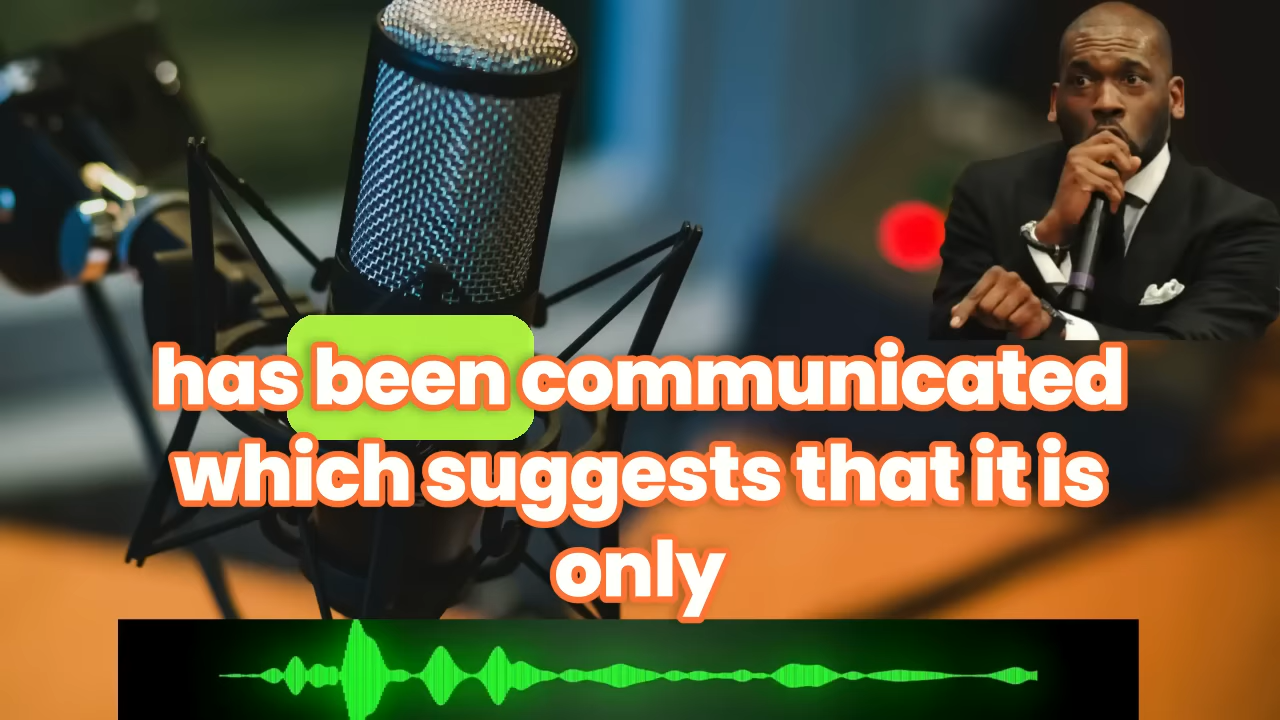 has been communicated
which suggests that it is
only